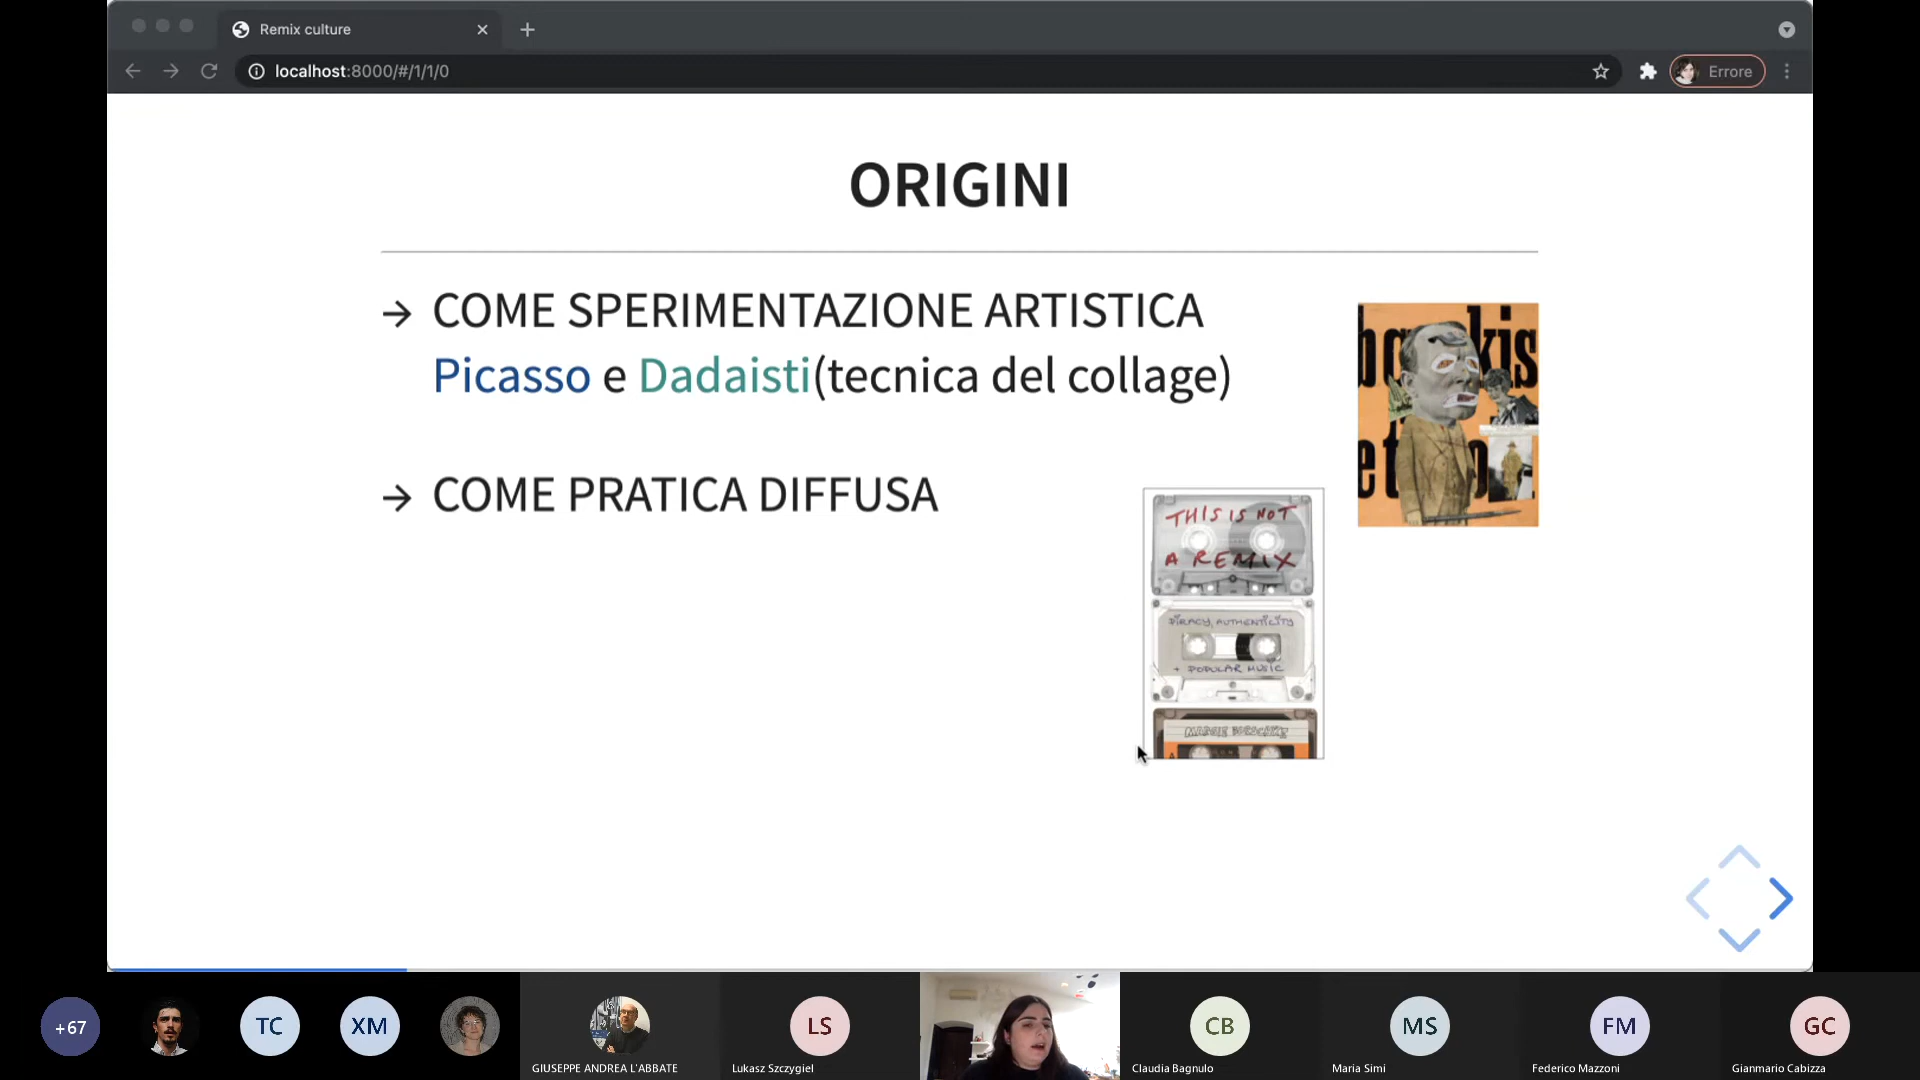 Remix culture
localhost:8000/#/1/1/0
Errore
ORIGINI
→ COME SPERIMENTAZIONE ARTISTICA
Picasso e Dadaisti(tecnica del collage)
→ COME PRATICA DIFFUSA
THIS IS NOT
A REMIX
PIRACY, AUTHENTICITY
+ POPULAR MUSIC
A
+67
TC
XM
LS
CB
MS
FM
GC
GIUSEPPE ANDREA L'ABBATE
Lukasz Szczygiel
Claudia Bagnulo
Maria Simi
Federico Mazzoni
Gianmario Cabizza